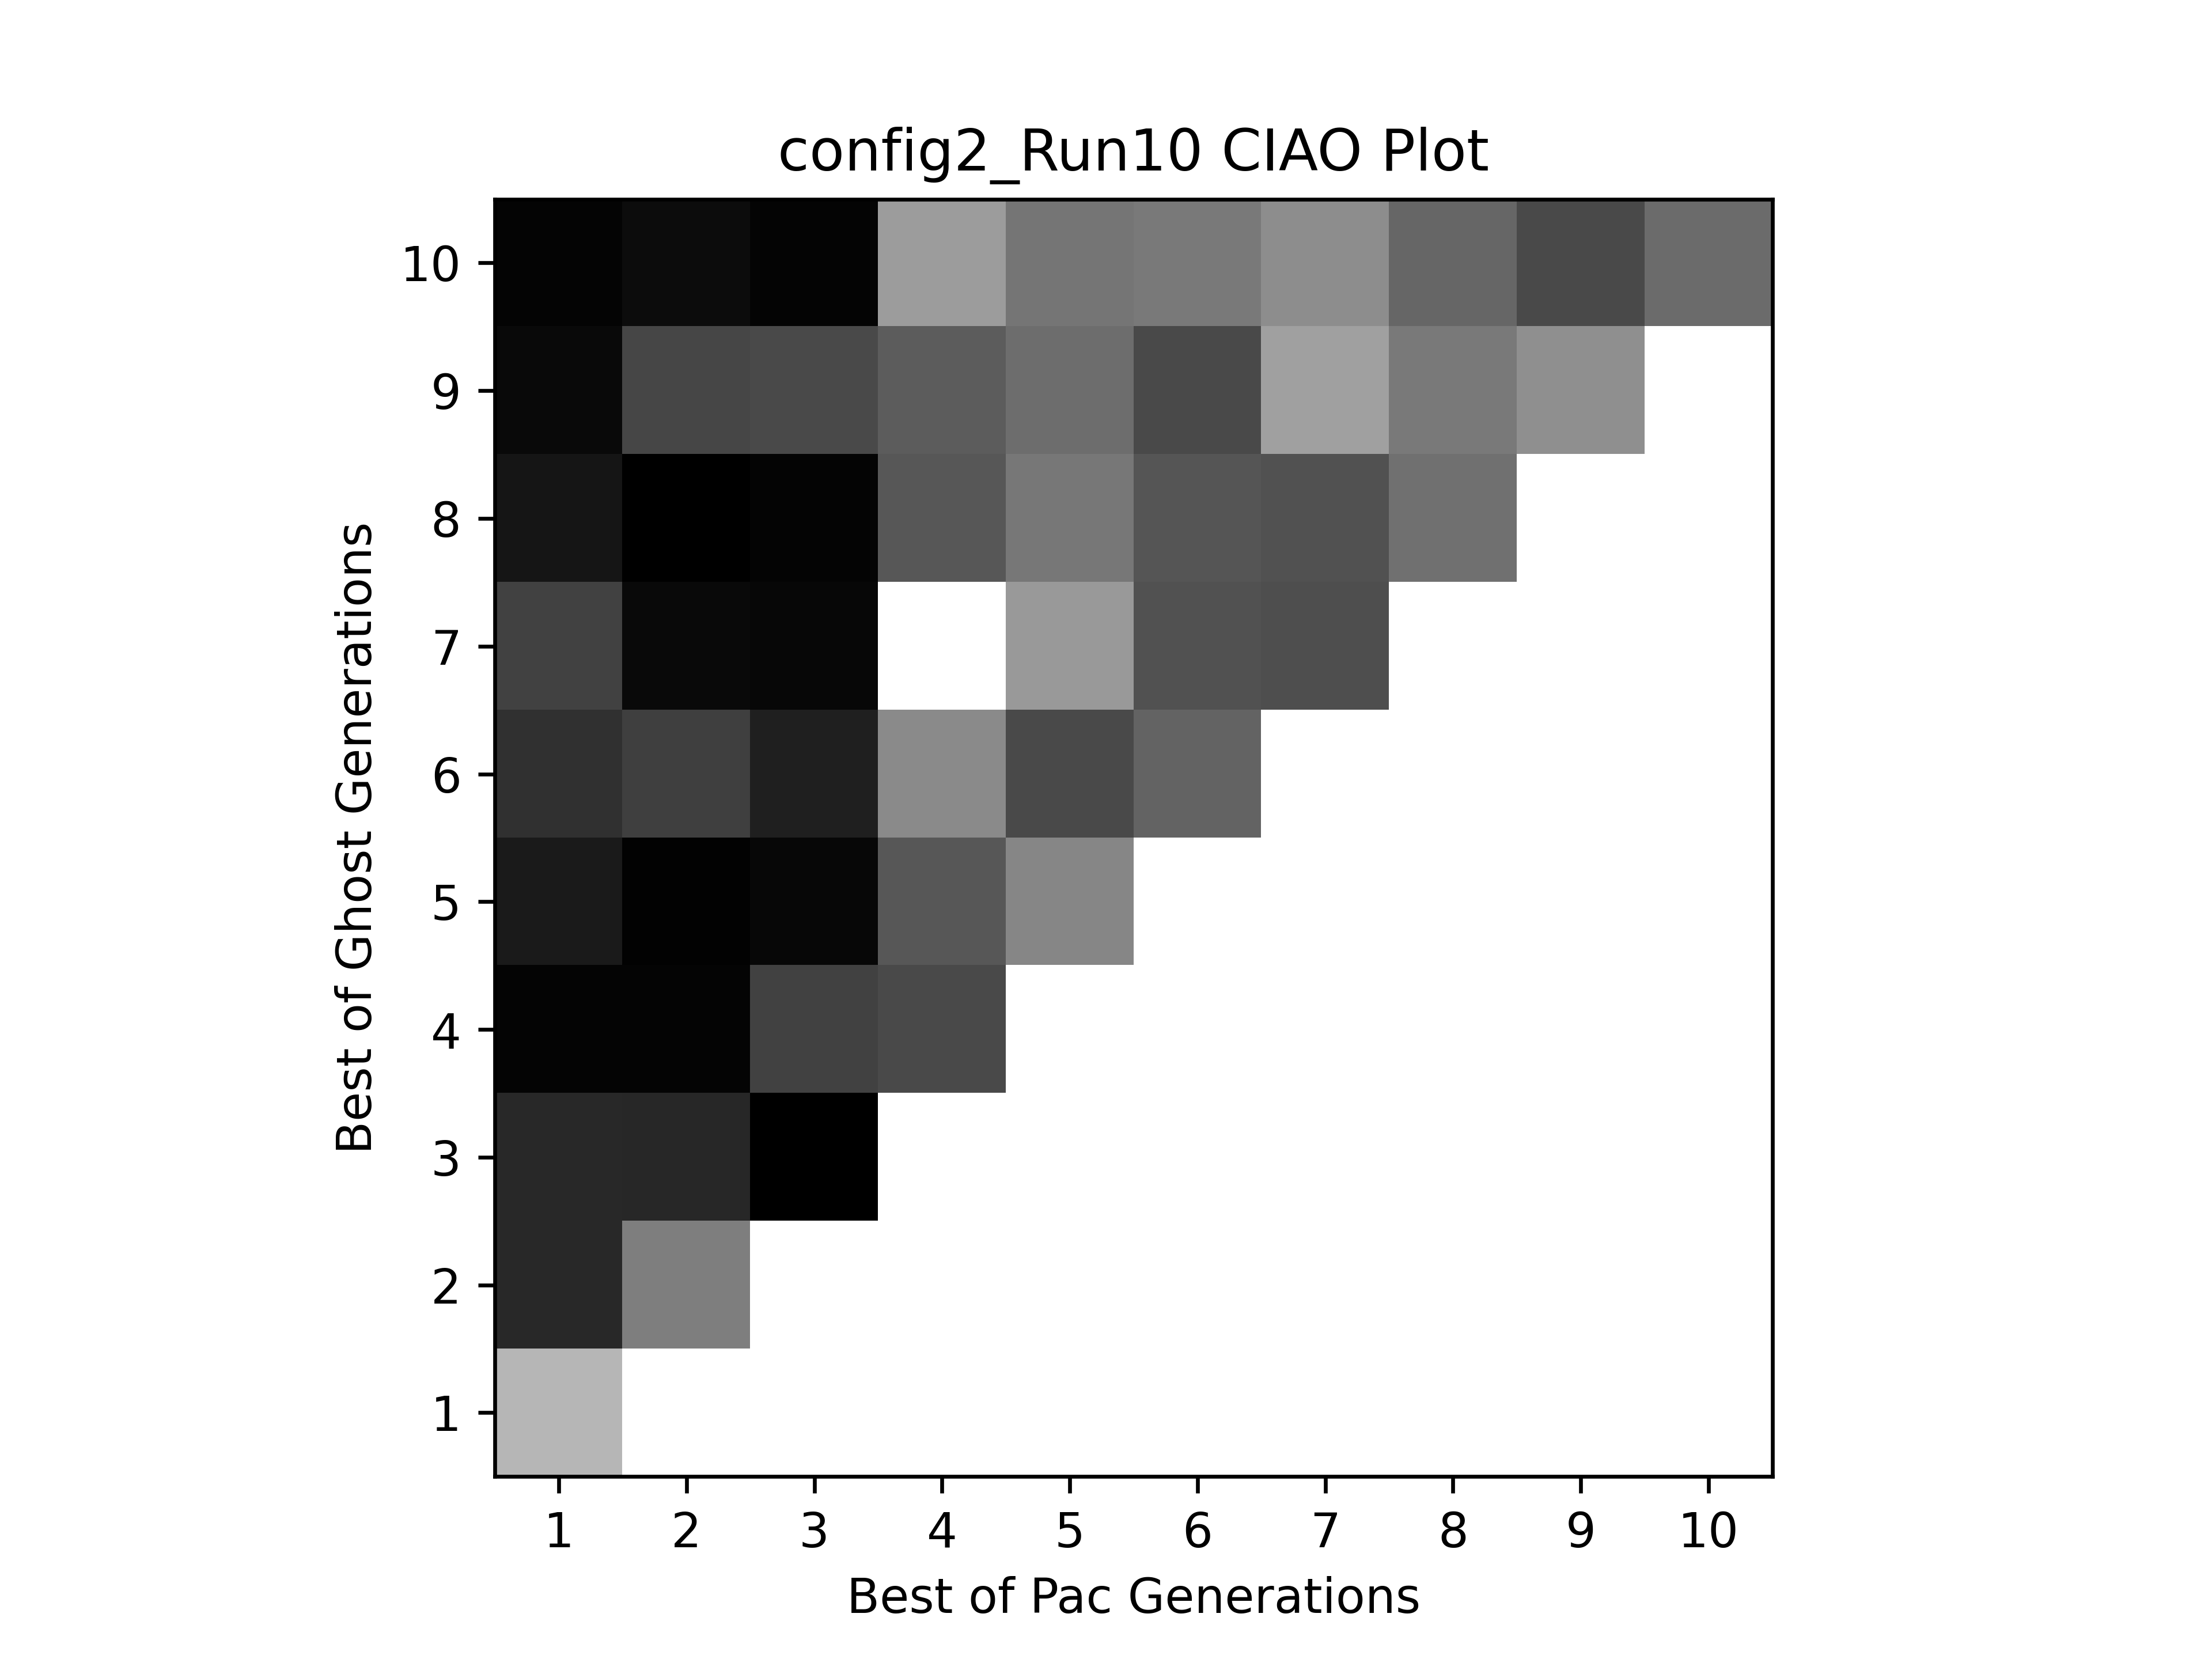 config2_Run10 CIAO Plot
Best of Ghost Generations
10
9
8
7
6
5
4
3
2
1
1 2 3 4 5 6 7 8 9 10
Best of Pac Generations